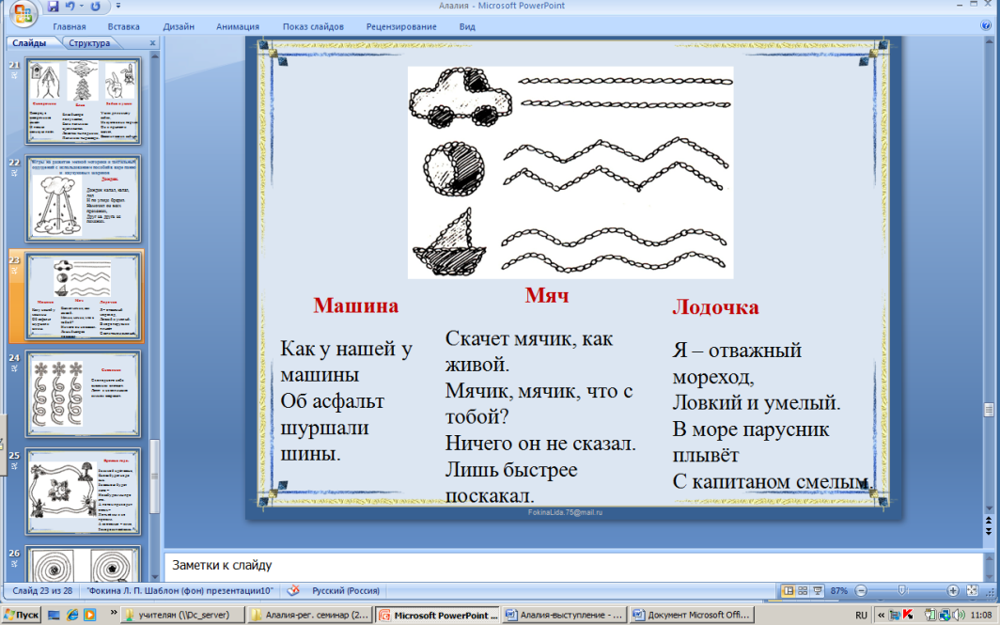 Алалия - Microsoft PowerPoint
Главная Вставка Дизайн Анимация Показ слайдов Рецензирование Вид
Слайды Структура
21
22
Дождик
23
Машина Мяч Лодочка
24
25
26
Машина
Как у нашей у
машины
Об асфальт
шуршали
шины.
Мяч
Скачет мячик, как
живой.
Мячик, мячик, что с
тобой?
Ничего он не сказал.
Лишь быстрее
поскакал.
Лодочка
Я – отважный
мореход,
Ловкий и умелый.
В море парусник
плывёт
С капитаном смелым.
FokinaLida.75@mail.ru
Заметки к слайду
Слайд 23 из 28 "Фокина Л. П. Шаблон (фон) презентации10" Русский (Россия) 87%
Пуск » учителям (\\Dc_server) Алалия-рег. семинар (2... Microsoft PowerPoint ... Алалия-выступление - ... Документ Microsoft Offi... RU « 11:08